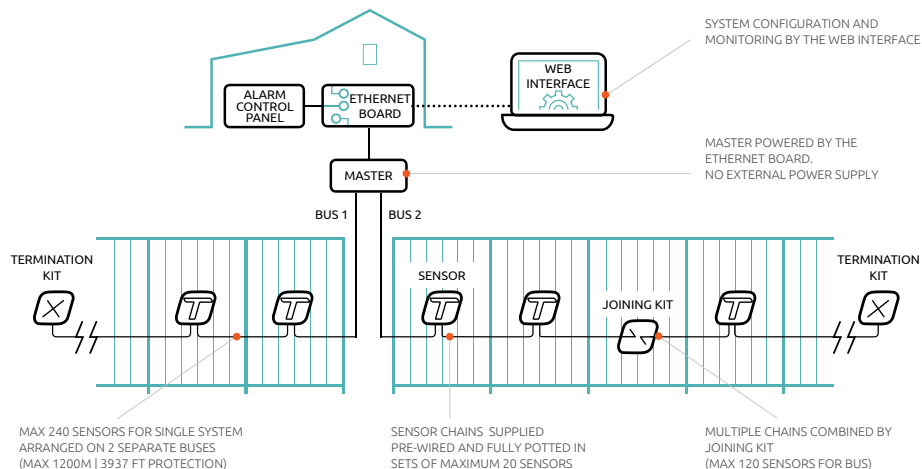 SYSTEM CONFIGURATION AND
MONITORING BY THE WEB INTERFACE
WEB
INTERFACE
ALARM
CONTROL
PANEL
ETHERNET
BOARD
MASTER POWERED BY THE
ETHERNET BOARD.
NO EXTERNAL POWER SUPPLY
MASTER
BUS 1
BUS 2
TERMINATION
KIT
SENSOR
JOINING KIT
TERMINATION
KIT
MAX 240 SENSORS FOR SINGLE SYSTEM
ARRANGED ON 2 SEPARATE BUSES
(MAX 1200M | 3937 FT PROTECTION)
SENSOR CHAINS SUPPLIED
PRE-WIRED AND FULLY POTTED IN
SETS OF MAXIMUM 20 SENSORS
MULTIPLE CHAINS COMBINED BY
JOINING KIT
(MAX 120 SENSORS FOR BUS)